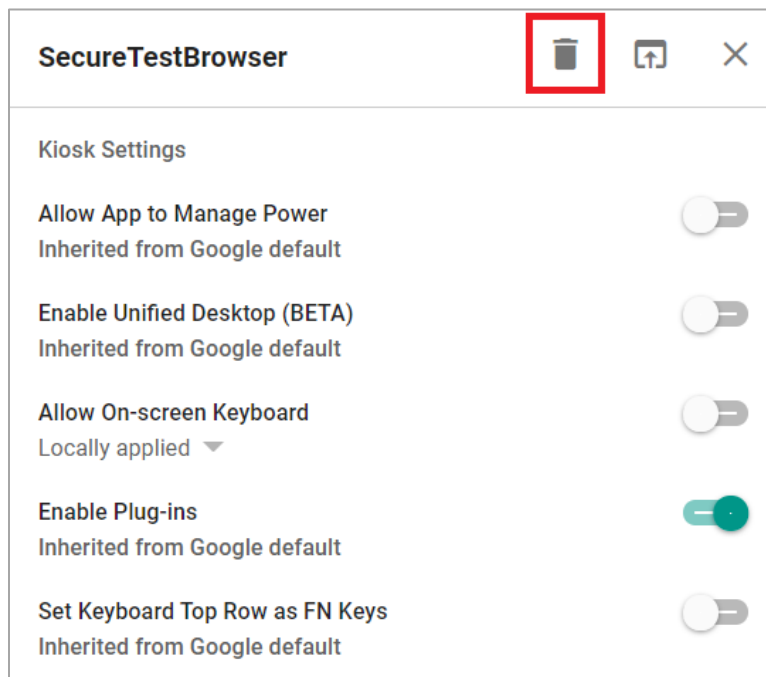 SecureTestBrowser
Kiosk Settings
Allow App to Manage Power
Inherited from Google default
Enable Unified Desktop (BETA)
Inherited from Google default
Allow On-screen Keyboard
Locally applied
Enable Plug-ins
Inherited from Google default
Set Keyboard Top Row as FN Keys
Inherited from Google default